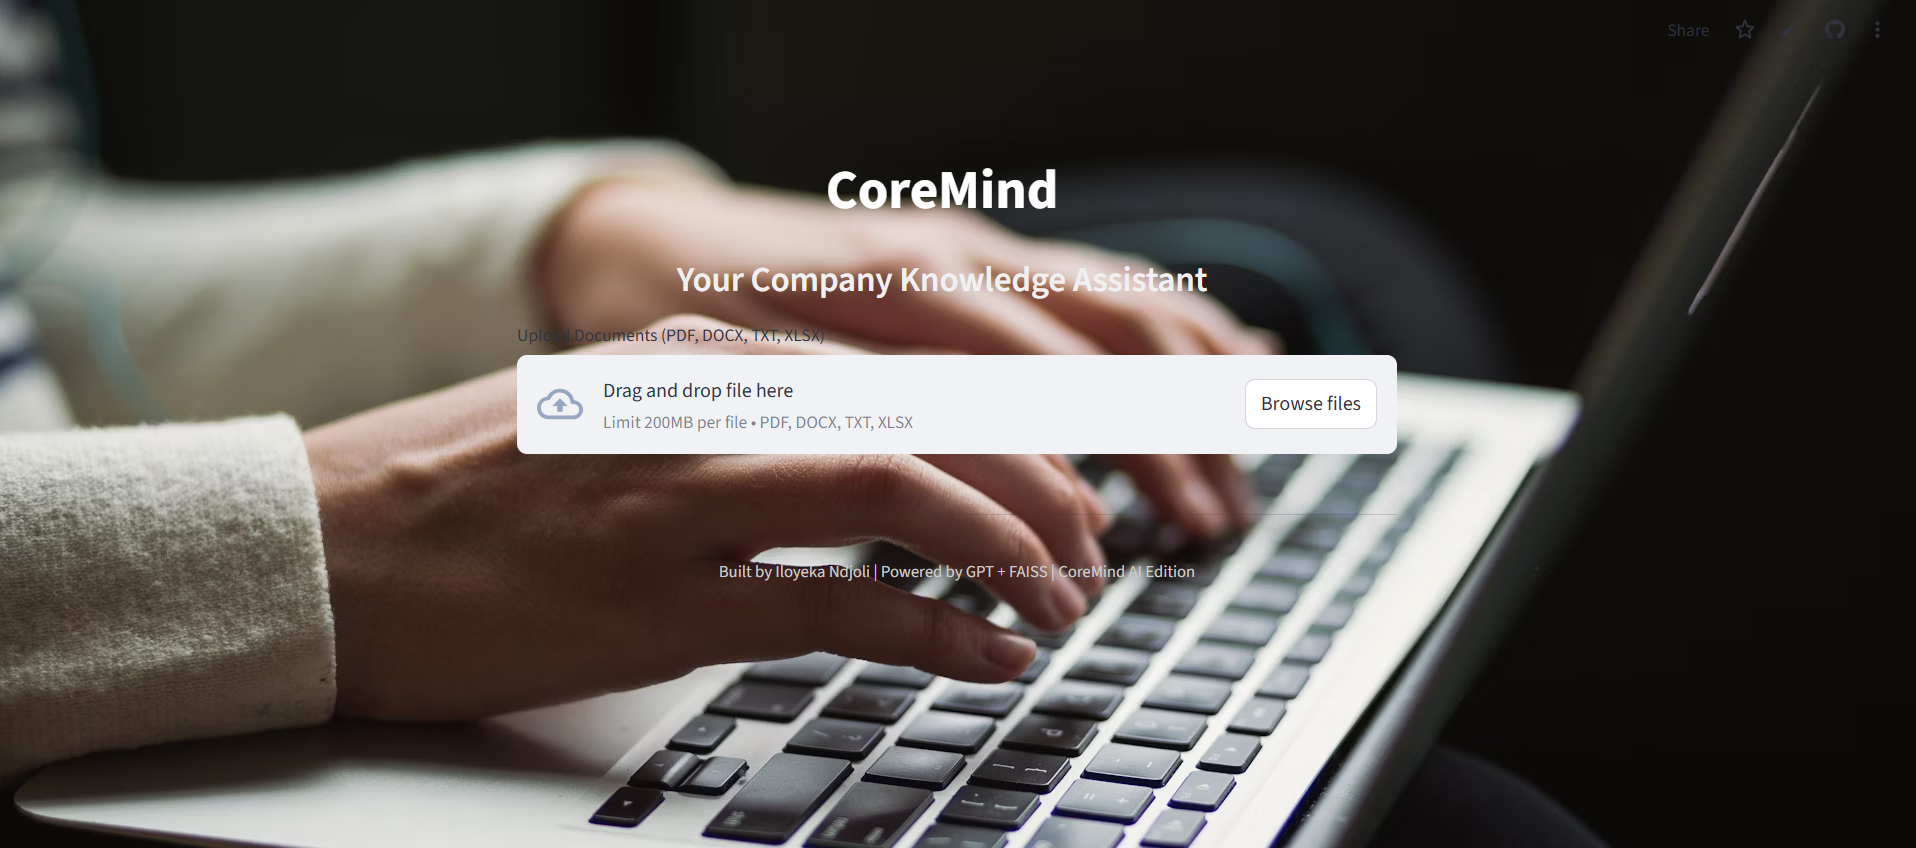 Share
CoreMind
Your Company Knowledge Assistant
Upload Documents (PDF, DOCX, TXT, XLSX)
Drag and drop file here
Limit 200MB per file • PDF, DOCX, TXT, XLSX
Browse files
Built by Iloyeka Ndjoli | Powered by GPT + FAISS | CoreMind AI Edition